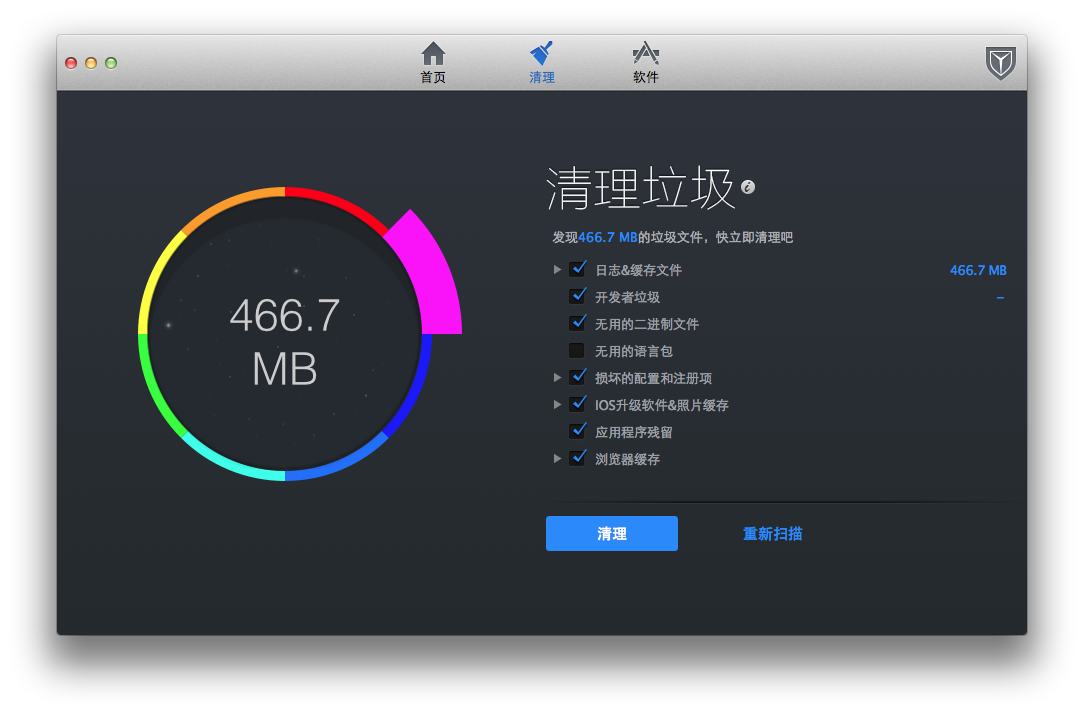 首页 清理 软件
466.7
MB
清理垃圾
发现466.7 MB的垃圾文件，快立即清理吧
日志&缓存文件 466.7 MB
开发者垃圾 –
无用的二进制文件
无用的语言包
损坏的配置和注册项
IOS升级软件&照片缓存
应用程序残留
浏览器缓存
清理 重新扫描